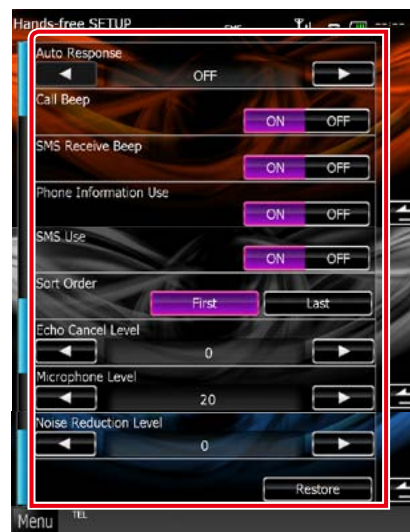 Hands-free SETUP
SMS
--:--
Auto Response
OFF
Call Beep
ON OFF
SMS Receive Beep
ON OFF
Phone Information Use
ON OFF
SMS Use
ON OFF
Sort Order
First Last
Echo Cancel Level
0
Microphone Level
20
Noise Reduction Level
0
Restore
Menu
TEL